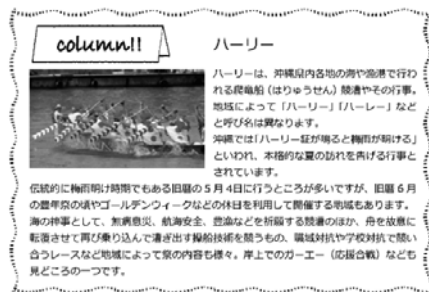 column!!
ハーリー
ハーリーは、沖縄県内各地の海や漁港で行わ
れる爬竜船（はりゅうせん）競漕やその行事。
地域によって「ハーリー」「ハーレー」など
と呼び名は異なります。
沖縄では「ハーリー鉦が鳴ると梅雨が明ける」
といわれ、本格的な夏の訪れを告げる行事と
されています。
伝統的に梅雨明け時期でもある旧暦の5月4日に行うところが多いですが、旧暦6月
の豊年祭の頃やゴールデンウィークなどの休日を利用して開催する地域もあります。
海の神事として、無病息災、航海安全、豊漁などを祈願する競漕のほか、舟を故意に
転覆させて再び乗り込んで漕ぎ出す操船技術を競うもの、職域対抗や学校対抗で競い
合うレースなど地域によって祭の内容も様々。岸上でのガーエー（応援合戦）なども
見どころの一つです。